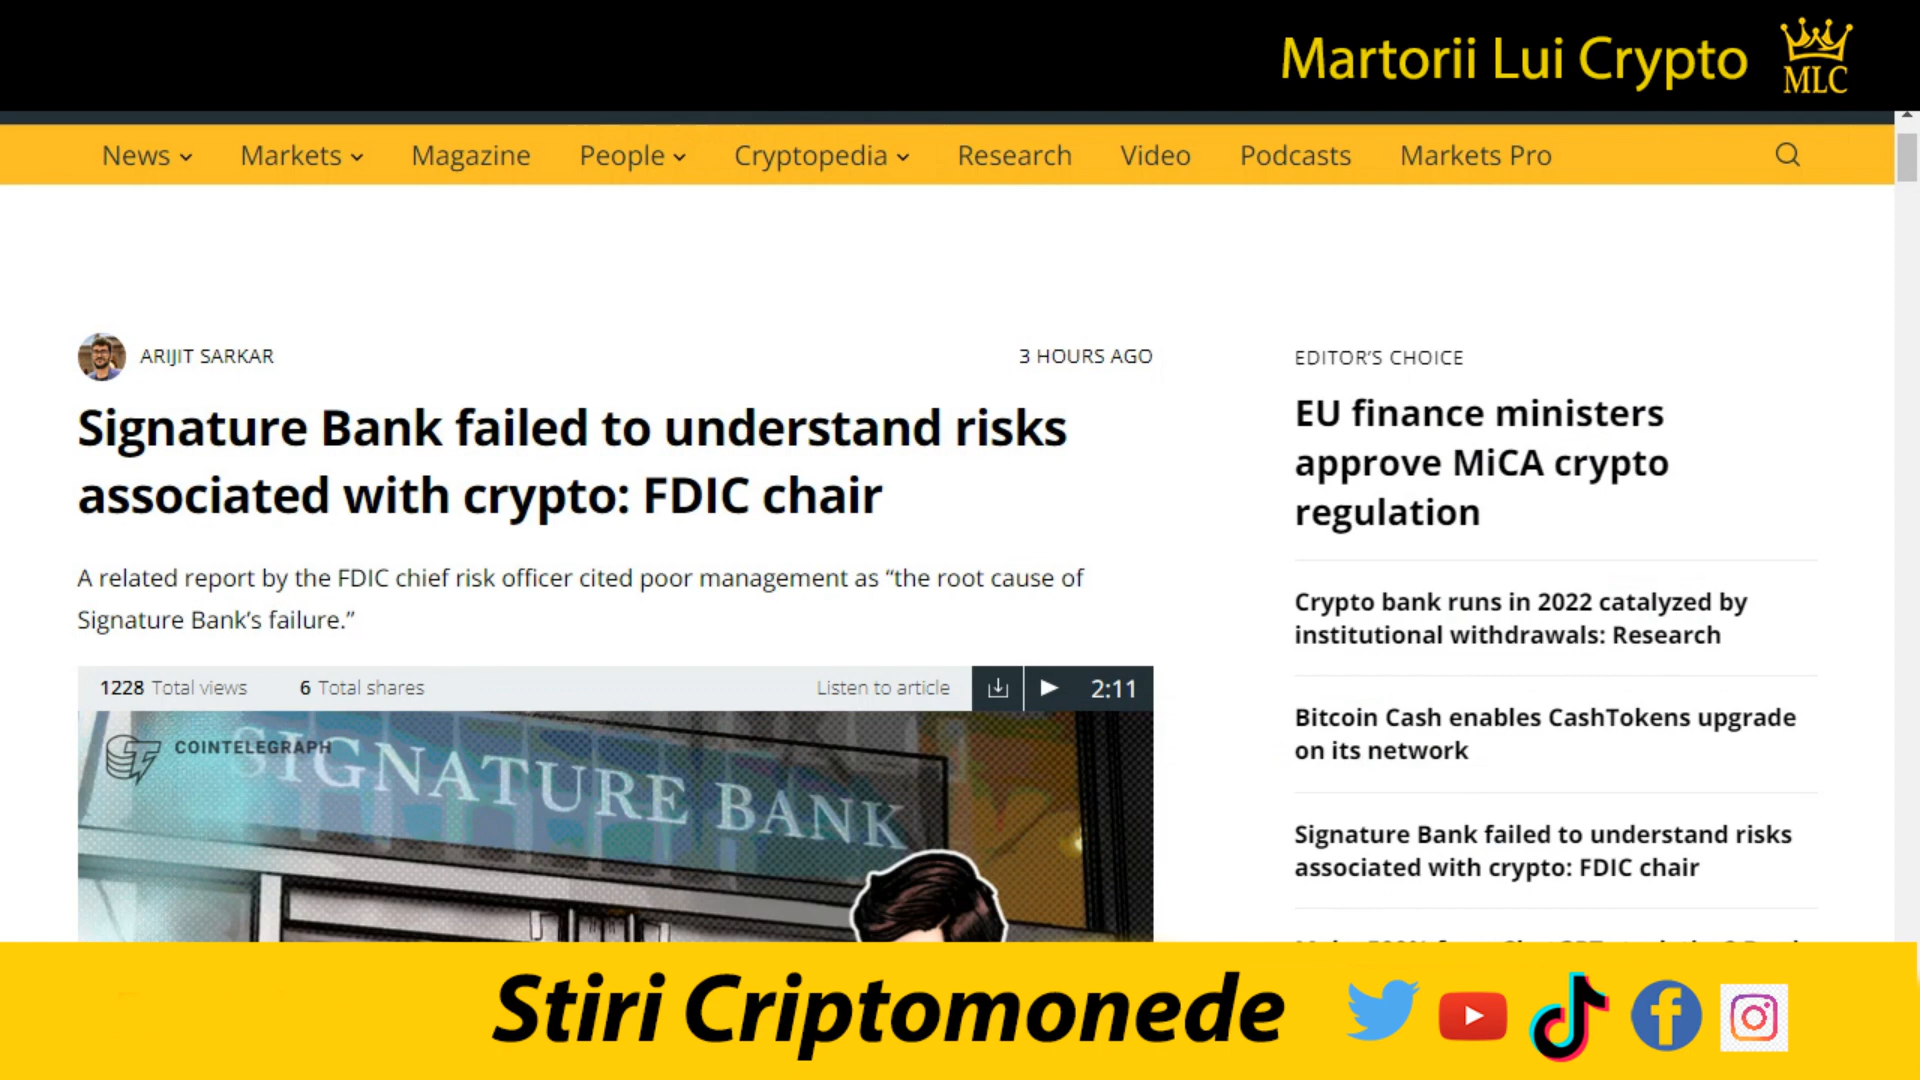 Martorii Lui Crypto
MLC
News Markets Magazine People Cryptopedia Research Video Podcasts Markets Pro
ARIJIT SARKAR
3 HOURS AGO
Signature Bank failed to understand risks
associated with crypto: FDIC chair
A related report by the FDIC chief risk officer cited poor management as “the root cause of
Signature Bank’s failure.”
1228 Total views
6 Total shares
Listen to article
2:11
COINTELEGRAPH
SIGNATURE BANK
EDITOR’S CHOICE
EU finance ministers
approve MiCA crypto
regulation
Crypto bank runs in 2022 catalyzed by
institutional withdrawals: Research
Bitcoin Cash enables CashTokens upgrade
on its network
Signature Bank failed to understand risks
associated with crypto: FDIC chair
Stiri Criptomonede